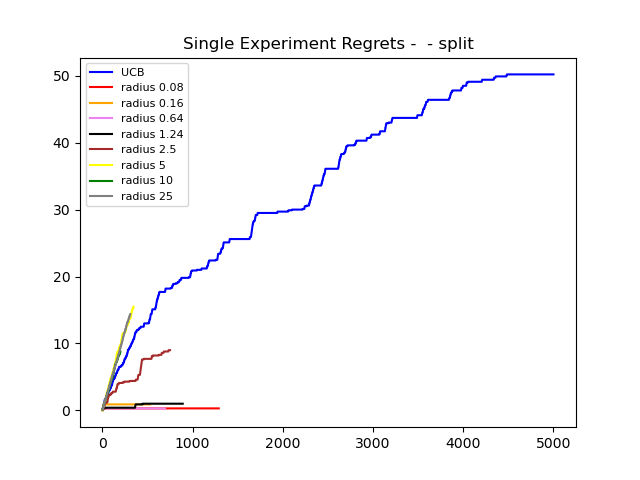 Single Experiment Regrets -  - split
50
40
30
20
10
0
UCB
radius 0.08
radius 0.16
radius 0.64
radius 1.24
radius 2.5
radius 5
radius 10
radius 25
0 1000 2000 3000 4000 5000